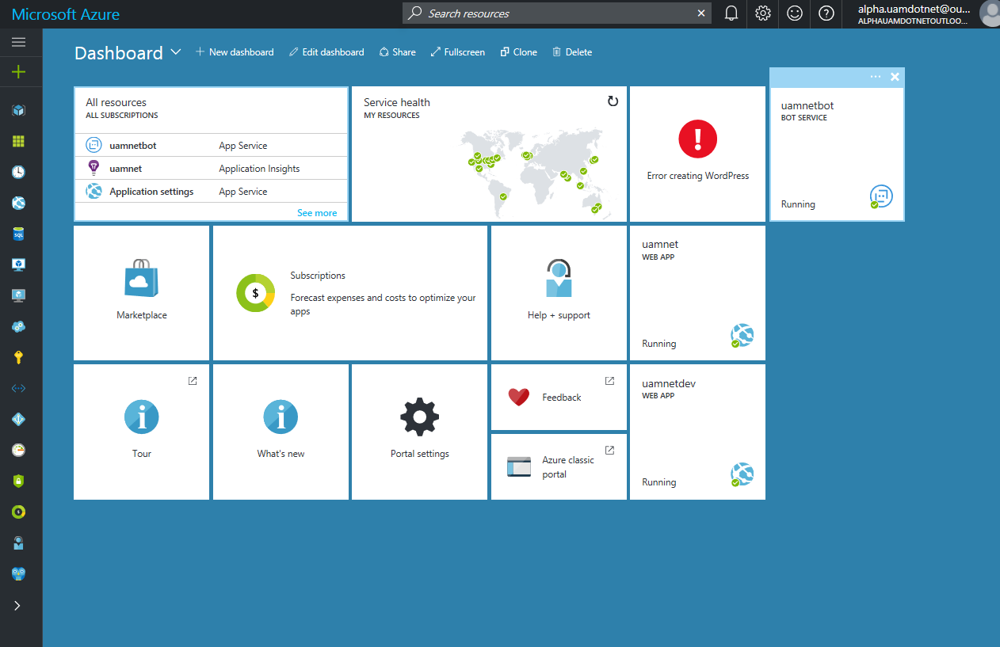 Microsoft Azure
Search resources
alpha.uamdotnet@ou...
ALPHAUAMDOTNETOUTLOO...
Dashboard
New dashboard
Edit dashboard
Share
Fullscreen
Clone
Delete
All resources
ALL SUBSCRIPTIONS
uamnetbot App Service
uamnet Application Insights
Application settings App Service
See more
Service health
MY RESOURCES
!
Error creating WordPress
uamnetbot
BOT SERVICE
Running
Marketplace
$
Subscriptions
Forecast expenses and costs to optimize your
apps
Help + support
uamnet
WEB APP
Running
Tour
What's new
Portal settings
Feedback
Azure classic
portal
uamnetdev
WEB APP
Running
SQL